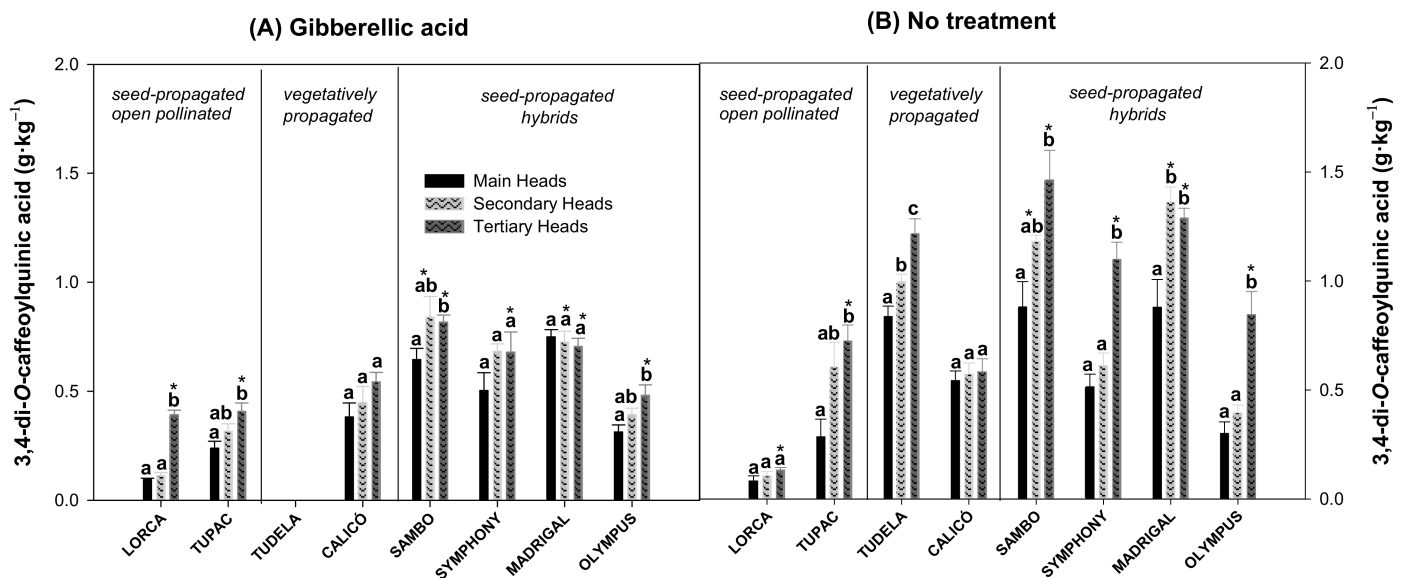 (A) Gibberellic acid
(B) No treatment
3,4-di-O-caffeoylquinic acid (g·kg⁻¹)
2.0
1.5
1.0
0.5
0.0
seed-propagated
open pollinated
vegetatively
propagated
seed-propagated
hybrids
Main Heads
Secondary Heads
Tertiary Heads
a
a
*
b
a
ab
*
b
a
a
a
a
*
ab
*
b
a
a
*
a
a
*
a
*
a
a
ab
*
b
LORCA
TUPAC
TUDELA
CALICÓ
SAMBO
SYMPHONY
MADRIGAL
OLYMPUS
seed-propagated
open pollinated
vegetatively
propagated
seed-propagated
hybrids
a
a
*
a
a
ab
*
b
a
b
c
a
a
a
a
*
ab
*
b
a
a
*
b
a
*
b
*
b
a
a
*
b
LORCA
TUPAC
TUDELA
CALICÓ
SAMBO
SYMPHONY
MADRIGAL
OLYMPUS
2.0
1.5
1.0
0.5
0.0
3,4-di-O-caffeoylquinic acid (g·kg⁻¹)